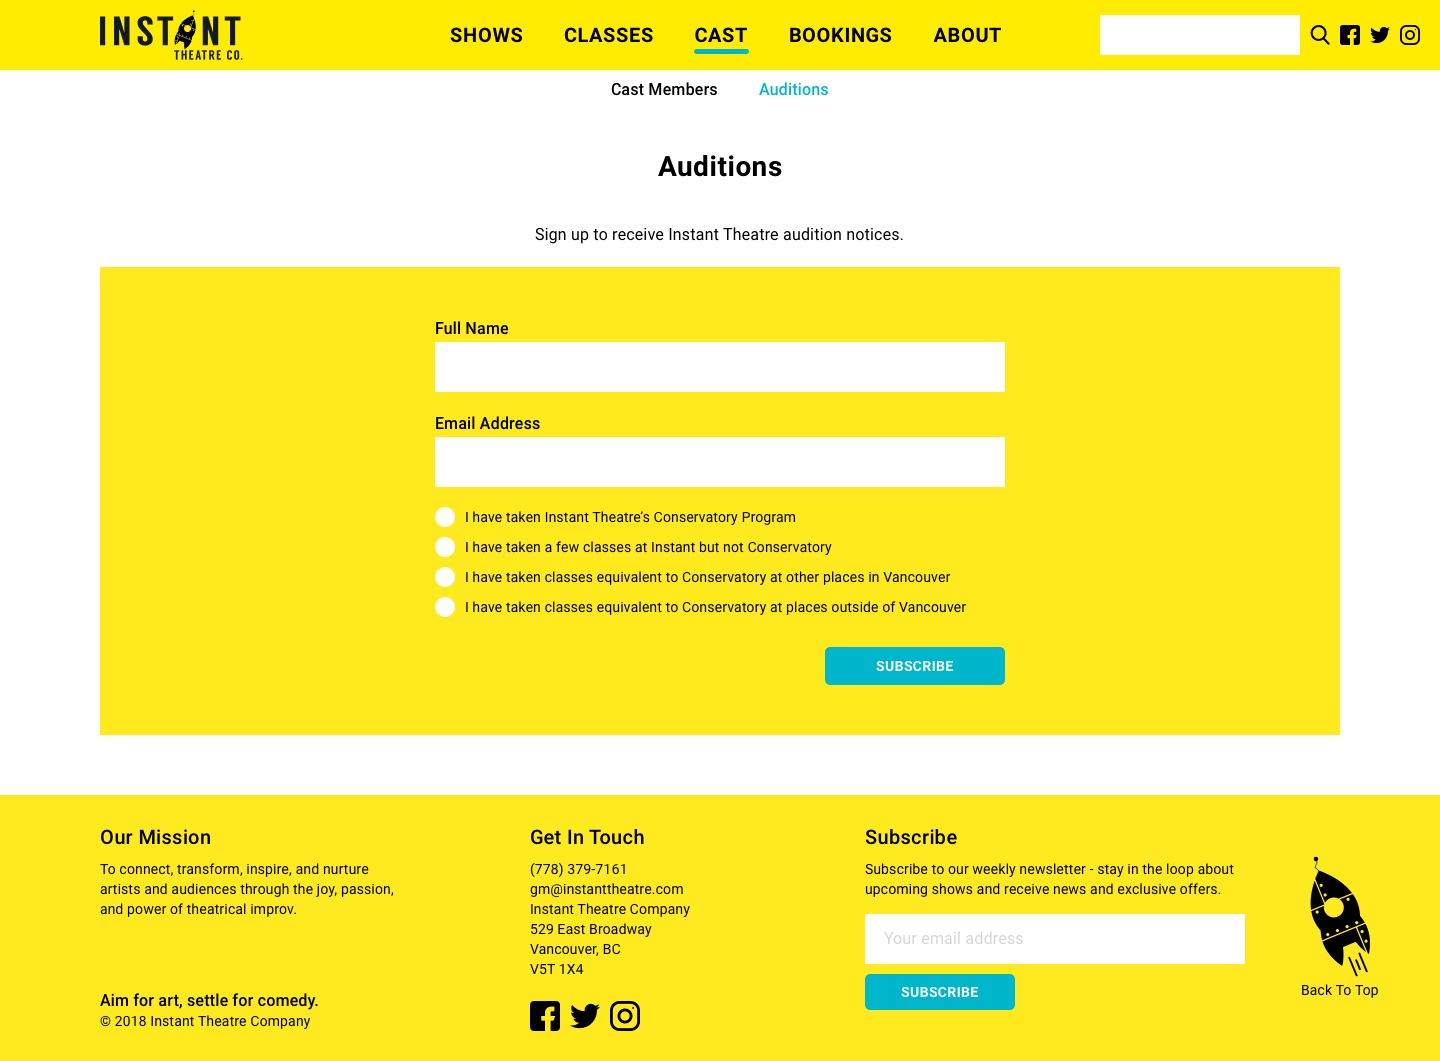 INSTANT
THEATRE CO.
SHOWS CLASSES CAST BOOKINGS ABOUT
Cast Members Auditions
Auditions
Sign up to receive Instant Theatre audition notices.
Full Name
Email Address
I have taken Instant Theatre's Conservatory Program
I have taken a few classes at Instant but not Conservatory
I have taken classes equivalent to Conservatory at other places in Vancouver
I have taken classes equivalent to Conservatory at places outside of Vancouver
SUBSCRIBE
Our Mission
To connect, transform, inspire, and nurture
artists and audiences through the joy, passion,
and power of theatrical improv.
Aim for art, settle for comedy.
© 2018 Instant Theatre Company
Get In Touch
(778) 379-7161
gm@instanttheatre.com
Instant Theatre Company
529 East Broadway
Vancouver, BC
V5T 1X4
Subscribe
Subscribe to our weekly newsletter - stay in the loop about
upcoming shows and receive news and exclusive offers.
Your email address
SUBSCRIBE
Back To Top